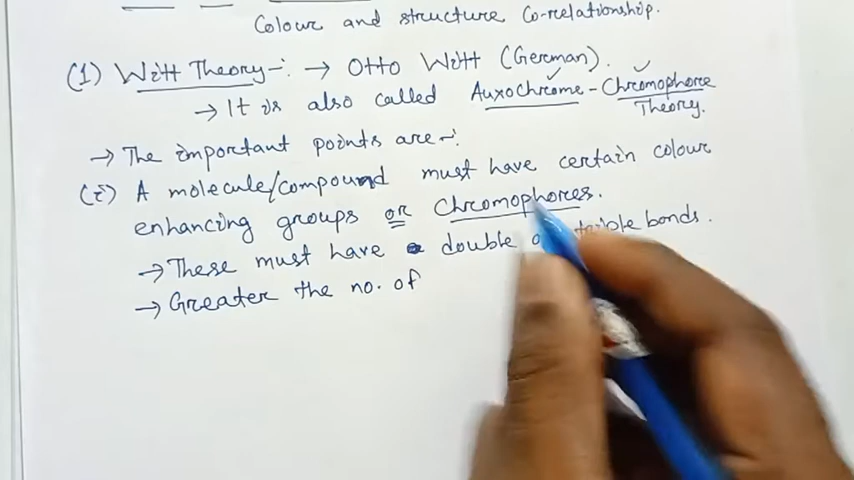 Colour and structure Co-relationship.
(1) Witt Theory-: → Otto Witt (German).
→ It is also called Auxochrome - Chromophore
Theory.
→ The important points are-:
(i) A molecule/compound must have certain colour
enhancing groups or Chromophores.
→ These must have double triple bonds.
→ Greater the no. of